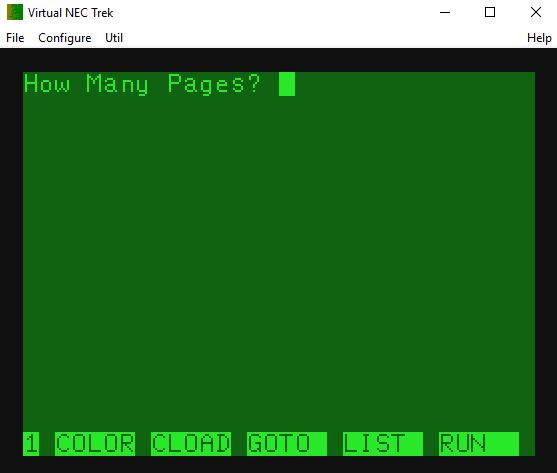 Virtual NEC Trek
File Configure Util Help
How Many Pages?
1 COLOR CLOAD GOTO LIST RUN